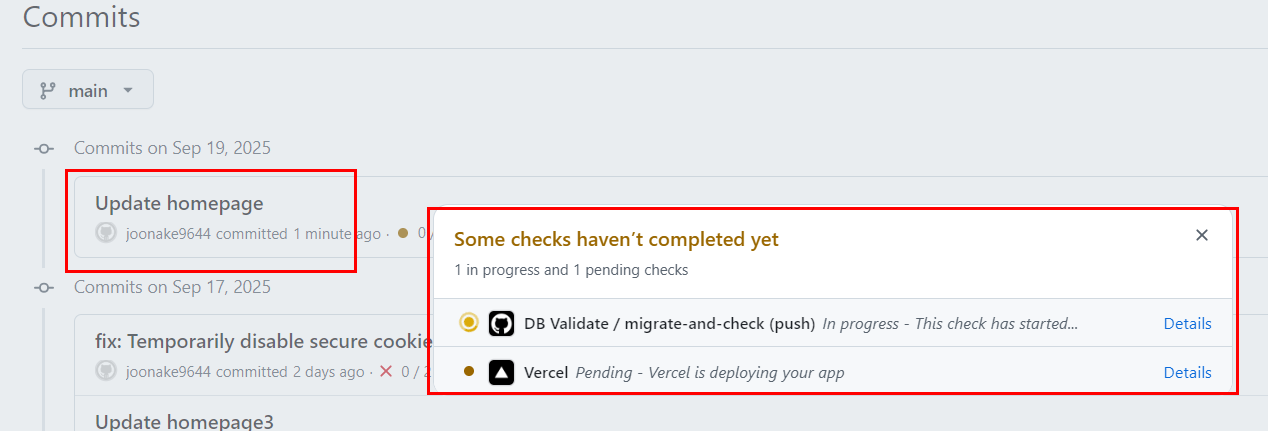 Commits
main
Commits on Sep 19, 2025
Update homepage
joonake9644 committed 1 minute ago · 0 /
Some checks haven’t completed yet
1 in progress and 1 pending checks
DB Validate / migrate-and-check (push) In progress - This check has started... Details
Vercel Pending - Vercel is deploying your app Details
Commits on Sep 17, 2025
fix: Temporarily disable secure cookie
joonake9644 committed 2 days ago · 0 / 2
Update homepage3